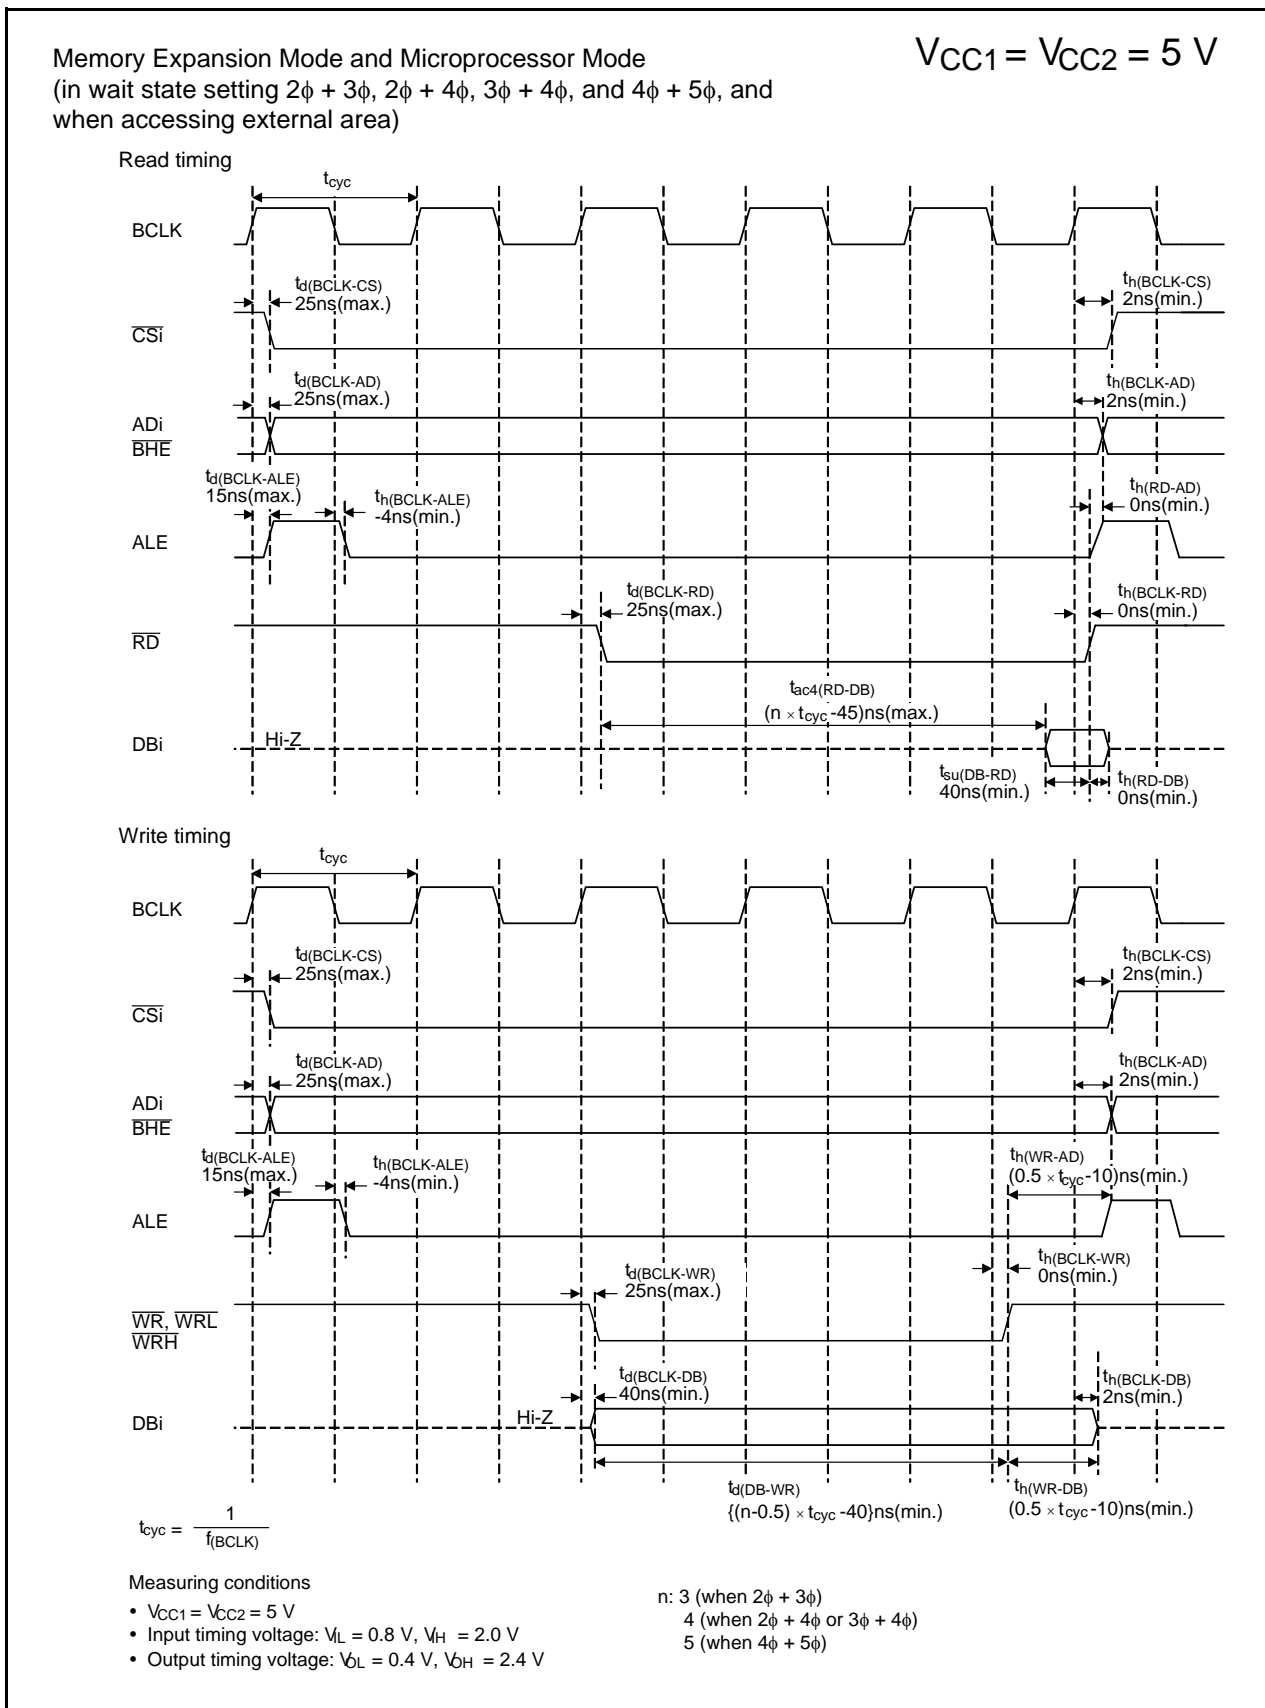 Memory Expansion Mode and Microprocessor Mode
(in wait state setting 2ϕ + 3ϕ, 2ϕ + 4ϕ, 3ϕ + 4ϕ, and 4ϕ + 5ϕ, and
when accessing external area)
VCC1 = VCC2 = 5 V
Read timing
tcyc
BCLK
td(BCLK-CS)
25ns(max.)
th(BCLK-CS)
2ns(min.)
CSi
td(BCLK-AD)
25ns(max.)
th(BCLK-AD)
2ns(min.)
ADi
BHE
td(BCLK-ALE)
15ns(max.)
th(BCLK-ALE)
-4ns(min.)
th(RD-AD)
0ns(min.)
ALE
td(BCLK-RD)
25ns(max.)
th(BCLK-RD)
0ns(min.)
RD
tac4(RD-DB)
(n × tcyc -45)ns(max.)
DBi
Hi-Z
tsu(DB-RD)
40ns(min.)
th(RD-DB)
0ns(min.)
Write timing
tcyc
BCLK
td(BCLK-CS)
25ns(max.)
th(BCLK-CS)
2ns(min.)
CSi
td(BCLK-AD)
25ns(max.)
th(BCLK-AD)
2ns(min.)
ADi
BHE
td(BCLK-ALE)
15ns(max.)
th(BCLK-ALE)
-4ns(min.)
th(WR-AD)
(0.5 × tcyc -10)ns(min.)
ALE
td(BCLK-WR)
25ns(max.)
th(BCLK-WR)
0ns(min.)
WR, WRL
WRH
td(BCLK-DB)
40ns(min.)
th(BCLK-DB)
2ns(min.)
DBi
Hi-Z
td(DB-WR)
{(n-0.5) × tcyc -40}ns(min.)
th(WR-DB)
(0.5 × tcyc -10)ns(min.)
tcyc = 1
f(BCLK)
Measuring conditions
• VCC1 = VCC2 = 5 V
• Input timing voltage: VIL = 0.8 V, VIH = 2.0 V
• Output timing voltage: VOL = 0.4 V, VOH = 2.4 V
n: 3 (when 2ϕ + 3ϕ)
4 (when 2ϕ + 4ϕ or 3ϕ + 4ϕ)
5 (when 4ϕ + 5ϕ)